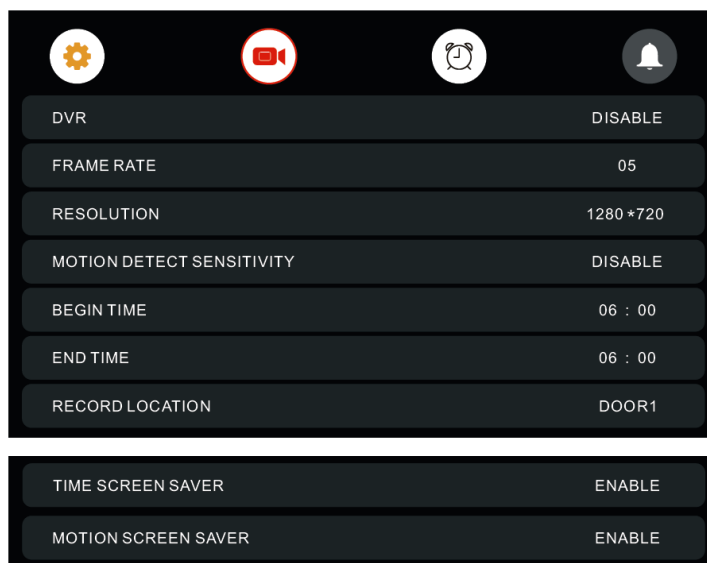 DVR DISABLE
FRAME RATE 05
RESOLUTION 1280*720
MOTION DETECT SENSITIVITY DISABLE
BEGIN TIME 06 : 00
END TIME 06 : 00
RECORD LOCATION DOOR1
TIME SCREEN SAVER ENABLE
MOTION SCREEN SAVER ENABLE